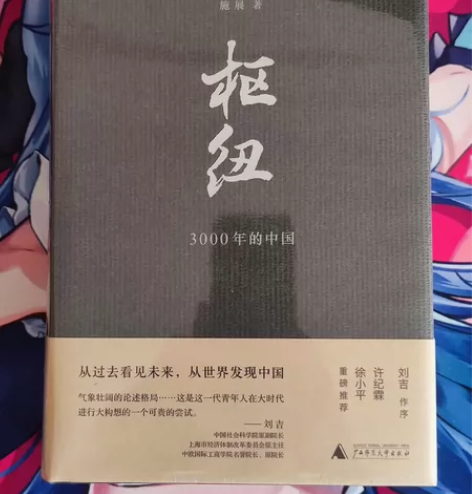 施展 著
枢纽
3000年的中国
从过去看见未来，从世界发现中国
气象壮阔的论述格局……这是这一代青年人在大时代
进行大构想的一个可贵的尝试。
——刘吉
中国社会科学院原副院长
上海市经济体制改革委员会原主任
中欧国际工商学院名誉院长、原院长
刘吉 作序
许纪霖
徐小平
重磅推荐
广西师范大学出版社